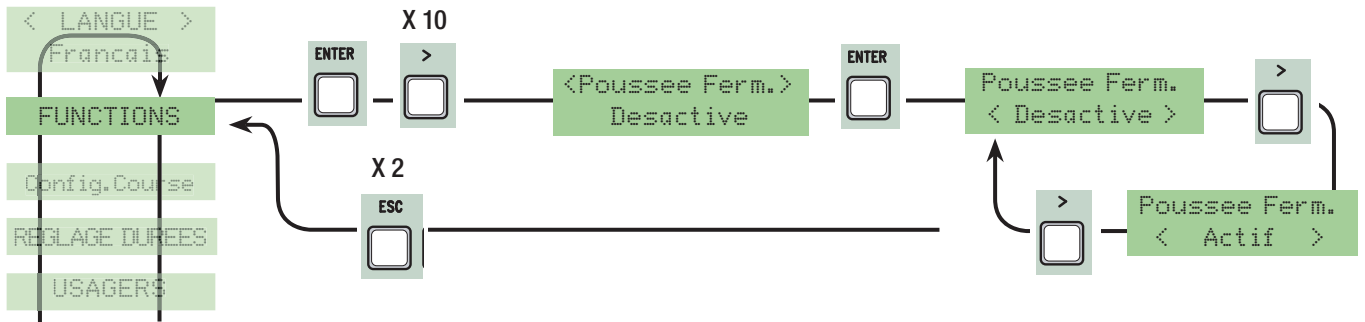 < LANGUE >
Francais
FUNCTIONS
Config.Course
REGLAGE DUREES
USAGERS
ENTER
X 10
>
<Poussee Ferm.>
Desactive
ENTER
Poussee Ferm.
< Desactive >
>
Poussee Ferm.
< Actif >
>
X 2
ESC